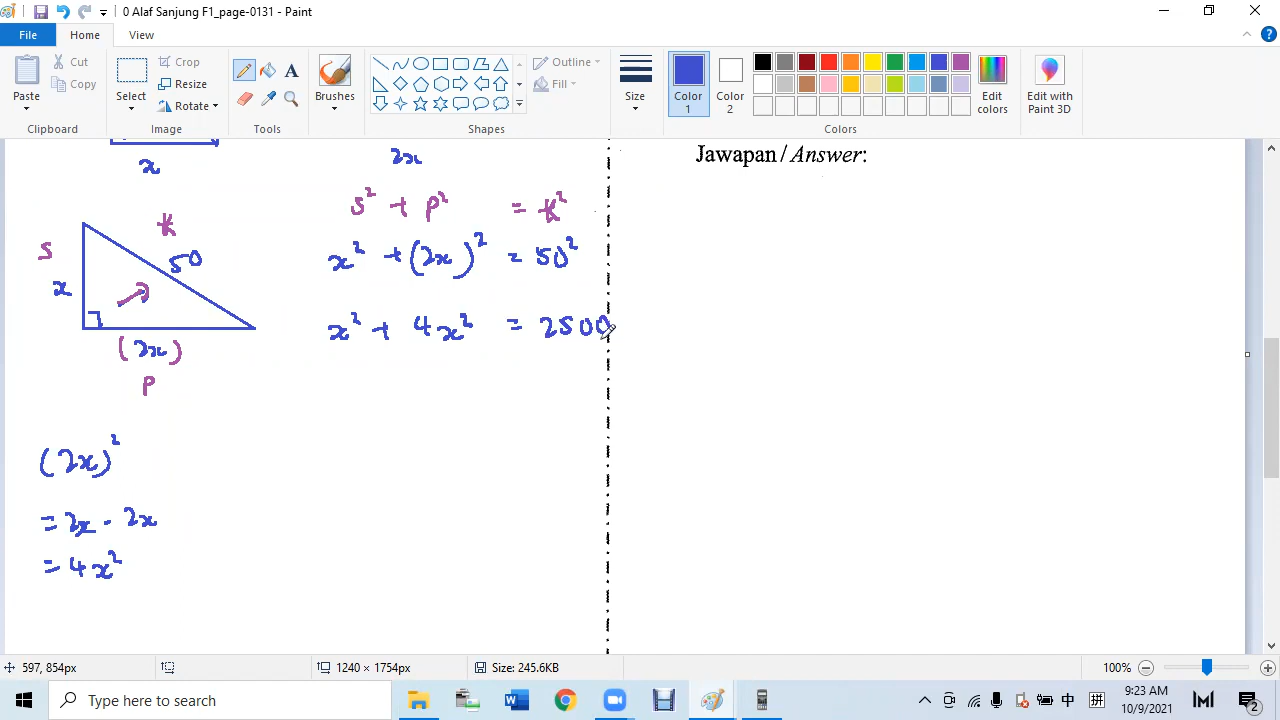 0 Alaf Sanjung F1_page-0131 - Paint
File Home View
Paste
Cut
Copy
Clipboard
Select
Crop
Resize
Rotate
Image
A
Tools
Brushes
Shapes
Outline
Fill
Size
Color 1
Color 2
Colors
Edit colors
Edit with Paint 3D
x
2x
Jawapan / Answer:
s² + p² = k²
x² + (2x)² = 50²
x² + 4x² = 2500
k
s
50
x
(2x)
p
(2x)²
= 2x · 2x
= 4x²
597, 854px
1240 × 1754px
Size: 245.6KB
100%
Type here to search
中
拼
9:23 AM
10/9/2021
2